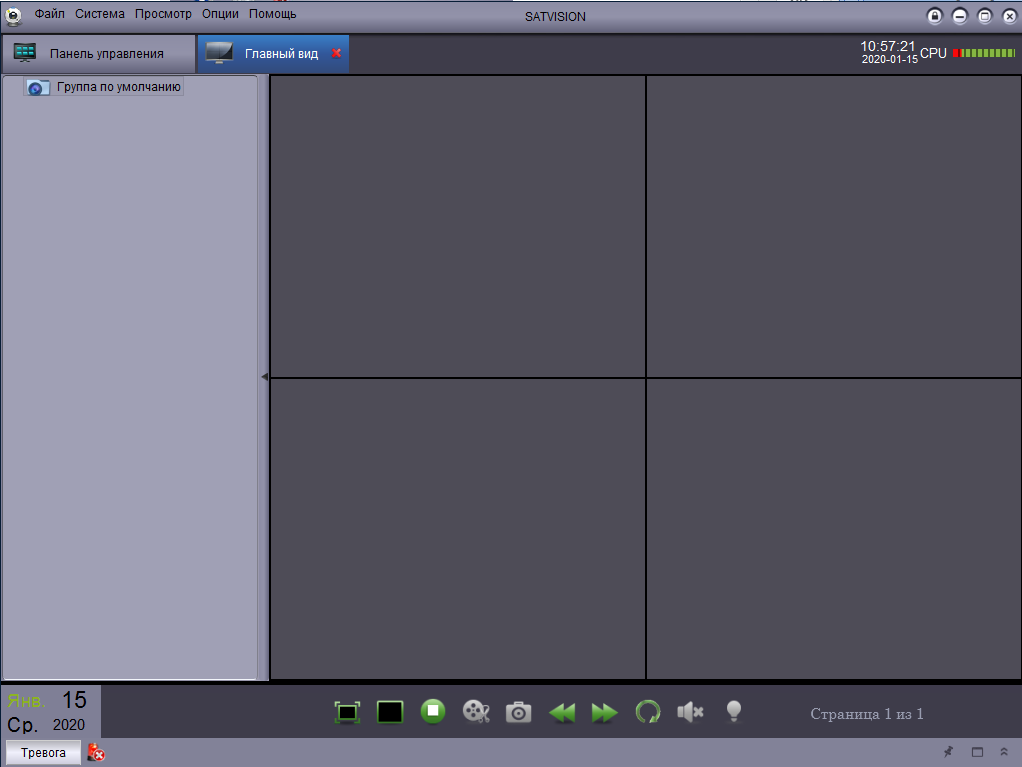 Файл Система Просмотр Опции Помощь
SATVISION
Панель управления
Главный вид
10:57:21
2020-01-15
CPU
Группа по умолчанию
Янв. 15
Ср. 2020
Страница 1 из 1
Тревога